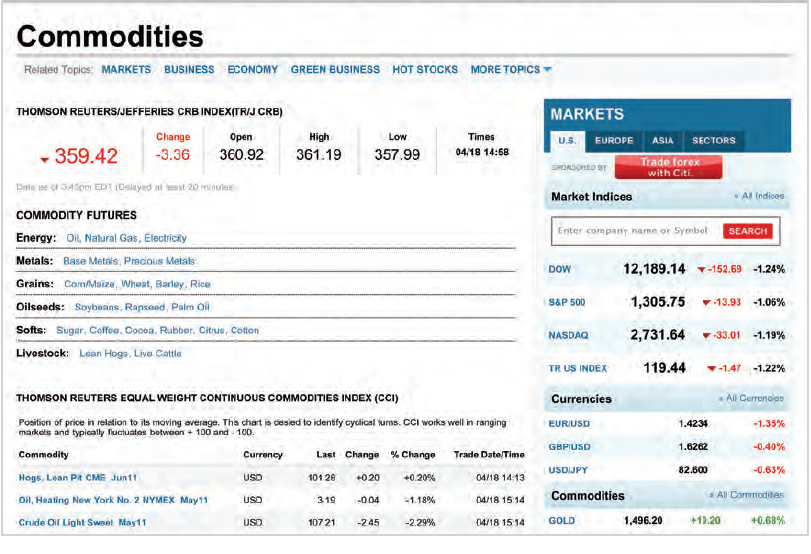 Commodities
Related Topics: MARKETS BUSINESS ECONOMY GREEN BUSINESS HOT STOCKS MORE TOPICS
THOMSON REUTERS/JEFFERIES CRB INDEX(TR/J CRB)
Change Open High Low Times
359.42 -3.36 360.92 361.19 357.99 04/18 14:58
Data as of 3:45pm EDT (Delayed at least 20 minutes)
COMMODITY FUTURES
Energy: Oil, Natural Gas, Electricity
Metals: Base Metals, Precious Metals
Grains: Corn/Maize, Wheat, Barley, Rice
Oilseeds: Soybeans, Rapseed, Palm Oil
Softs: Sugar, Coffee, Cocoa, Rubber, Citrus, Cotton
Livestock: Lean Hogs, Live Cattle
THOMSON REUTERS EQUAL WEIGHT CONTINUOUS COMMODITIES INDEX (CCI)
Position of price in relation to its moving average. This chart is desied to identify cyclical turns. CCI works well in ranging
markets and typically fluctuates between + 100 and - 100.
Commodity Currency Last Change % Change Trade Date/Time
Hogs, Lean Pit CME Jun11 USD 101.28 +0.20 +0.20% 04/18 14:13
Oil, Heating New York No. 2 NYMEX May11 USD 3.19 -0.04 -1.18% 04/18 15:14
Crude Oil Light Sweet May11 USD 107.21 -2.45 -2.29% 04/18 15:14
MARKETS
U.S. EUROPE ASIA SECTORS
SPONSORED BY Trade forex
with Citi.
Market Indices » All Indices
Enter company name or Symbol SEARCH
DOW 12,189.14 -152.69 -1.24%
S&P 500 1,305.75 -13.93 -1.06%
NASDAQ 2,731.64 -33.01 -1.19%
TR US INDEX 119.44 -1.47 -1.22%
Currencies » All Currencies
EUR/USD 1.4234 -1.35%
GBP/USD 1.6262 -0.40%
USD/JPY 82.600 -0.63%
Commodities » All Commodities
GOLD 1,496.20 +0.68%